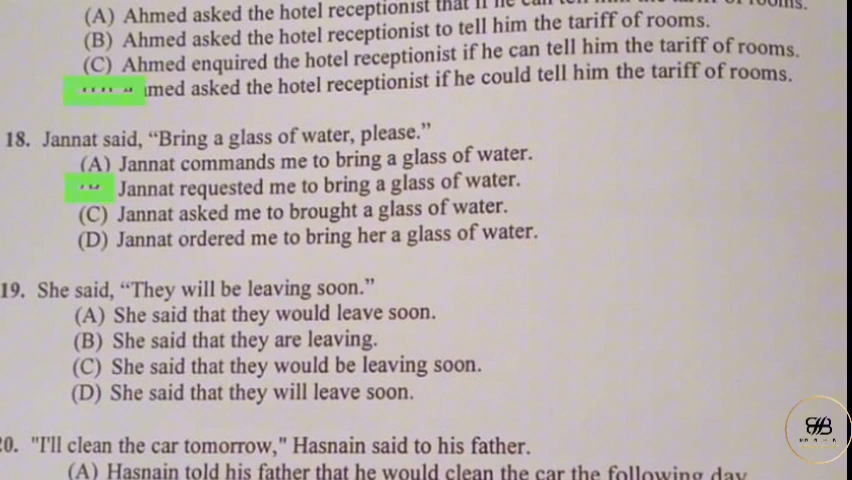 (A) Ahmed asked the hotel receptionist that if he can tell him the tariff of rooms.
(B) Ahmed asked the hotel receptionist to tell him the tariff of rooms.
(C) Ahmed enquired the hotel receptionist if he can tell him the tariff of rooms.
asked the hotel receptionist if he could tell him the tariff of rooms.
18. Jannat said, “Bring a glass of water, please.”
(A) Jannat commands me to bring a glass of water.
Jannat requested me to bring a glass of water.
(C) Jannat asked me to brought a glass of water.
(D) Jannat ordered me to bring her a glass of water.
19. She said, “They will be leaving soon.”
(A) She said that they would leave soon.
(B) She said that they are leaving.
(C) She said that they would be leaving soon.
(D) She said that they will leave soon.
20. "I'll clean the car tomorrow," Hasnain said to his father.
(A) Hasnain told his father that he would clean the car the following day